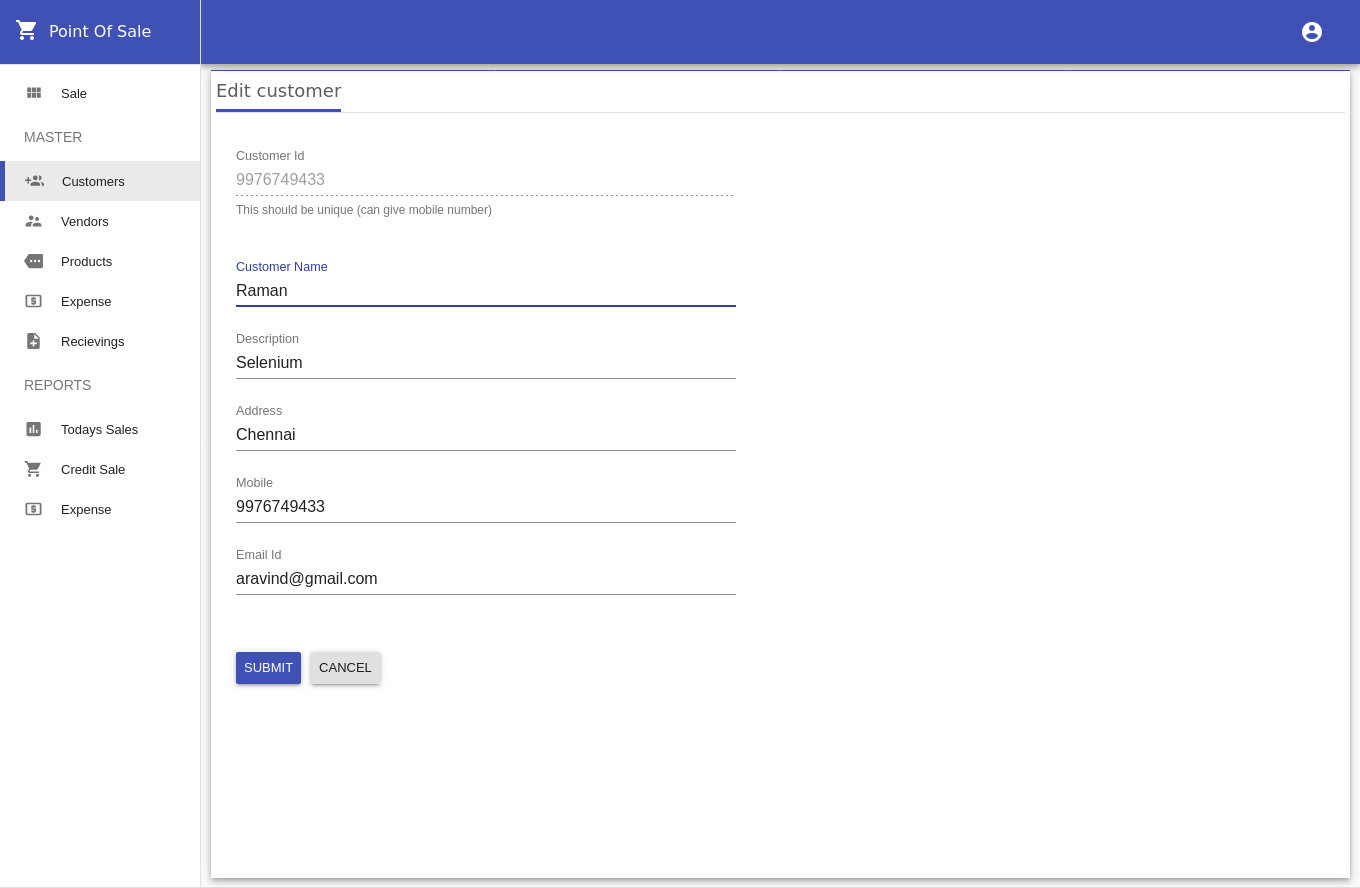 Point Of Sale
Sale
MASTER
Customers
Vendors
Products
Expense
Recievings
REPORTS
Todays Sales
Credit Sale
Expense
Edit customer
Customer Id
9976749433
This should be unique (can give mobile number)
Customer Name
Raman
Description
Selenium
Address
Chennai
Mobile
9976749433
Email Id
aravind@gmail.com
SUBMIT CANCEL